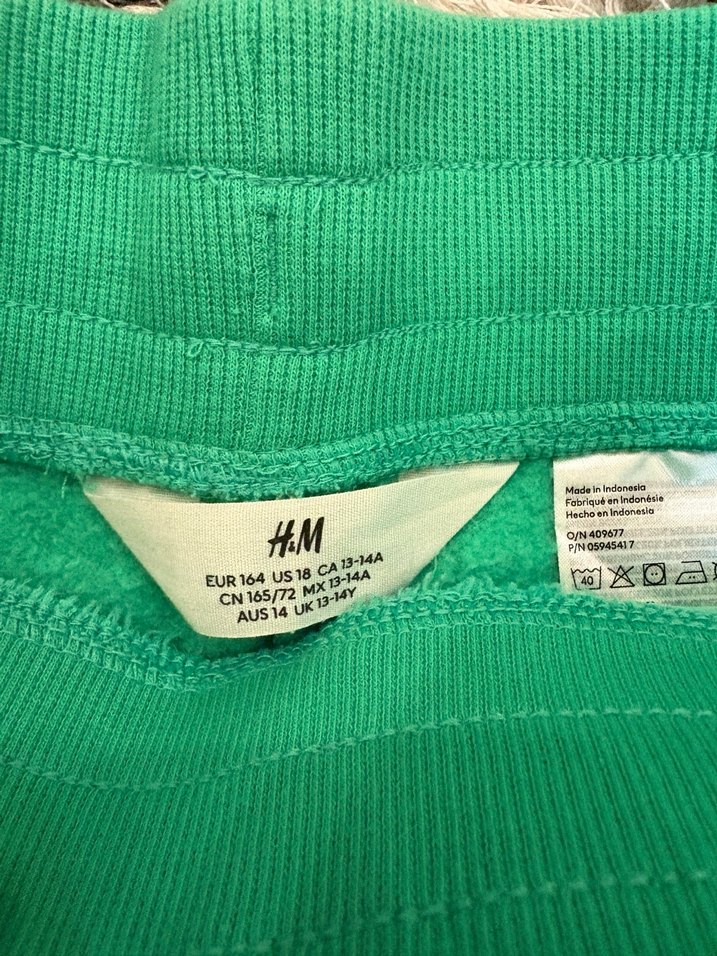 H&M
EUR 164 US 18 CA 13-14A
CN 165/72 MX 13-14A
AUS 14 UK 13-14Y
Made in Indonesia
Fabriqué en Indonésie
Hecho en Indonesia
O/N 409677
P/N 05945417
40